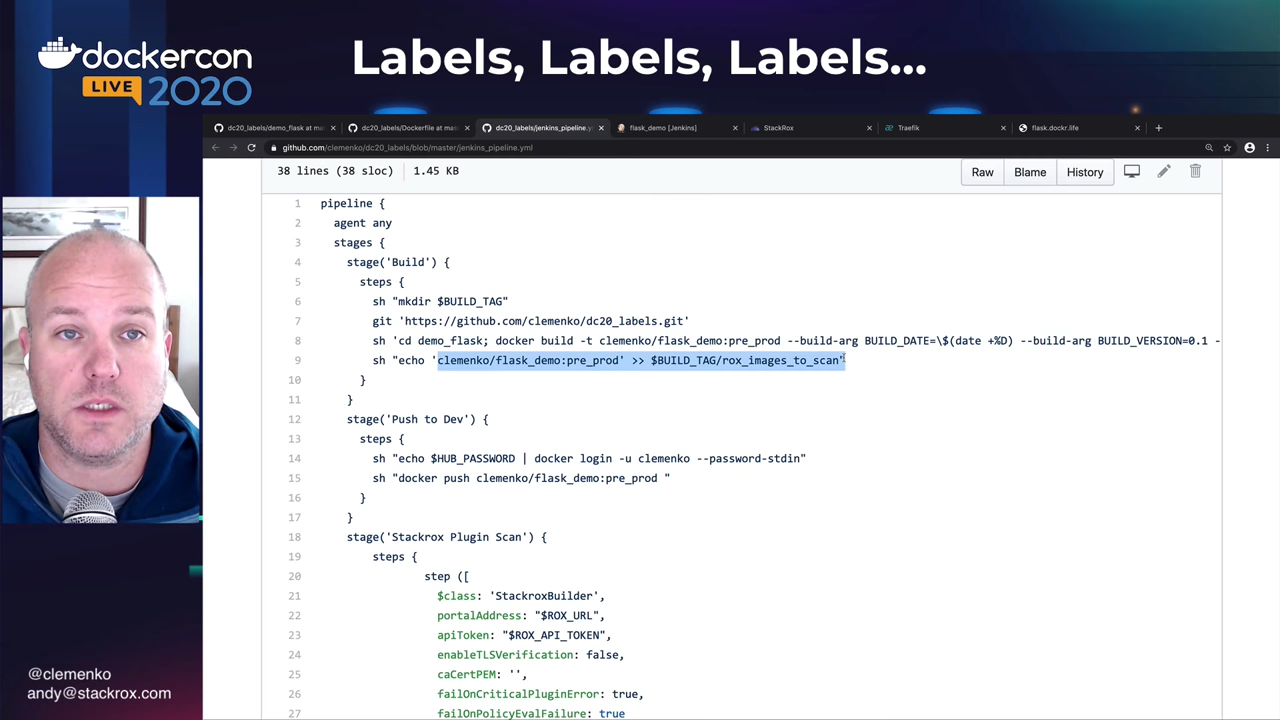 dockercon
LIVE 2020
Labels, Labels, Labels...
dc20_labels/demo_flask at ma
dc20_labels/Dockerfile at mas
dc20_labels/jenkins_pipeline.y
flask_demo [Jenkins]
StackRox
Traefik
flask.dockr.life
github.com/clemenko/dc20_labels/blob/master/jenkins_pipeline.yml
38 lines (38 sloc) 1.45 KB
Raw Blame History
1 pipeline {
2 agent any
3 stages {
4 stage('Build') {
5 steps {
6 sh "mkdir $BUILD_TAG"
7 git 'https://github.com/clemenko/dc20_labels.git'
8 sh 'cd demo_flask; docker build -t clemenko/flask_demo:pre_prod --build-arg BUILD_DATE=\$(date +%D) --build-arg BUILD_VERSION=0.1 -
9 sh "echo 'clemenko/flask_demo:pre_prod' >> $BUILD_TAG/rox_images_to_scan"
10 }
11 }
12 stage('Push to Dev') {
13 steps {
14 sh "echo $HUB_PASSWORD | docker login -u clemenko --password-stdin"
15 sh "docker push clemenko/flask_demo:pre_prod "
16 }
17 }
18 stage('Stackrox Plugin Scan') {
19 steps {
20 step ([
21 $class: 'StackroxBuilder',
22 portalAddress: "$ROX_URL",
23 apiToken: "$ROX_API_TOKEN",
24 enableTLSVerification: false,
25 caCertPEM: '',
26 failOnCriticalPluginError: true,
27 failOnPolicyEvalFailure: true
@clemenko
andy@stackrox.com